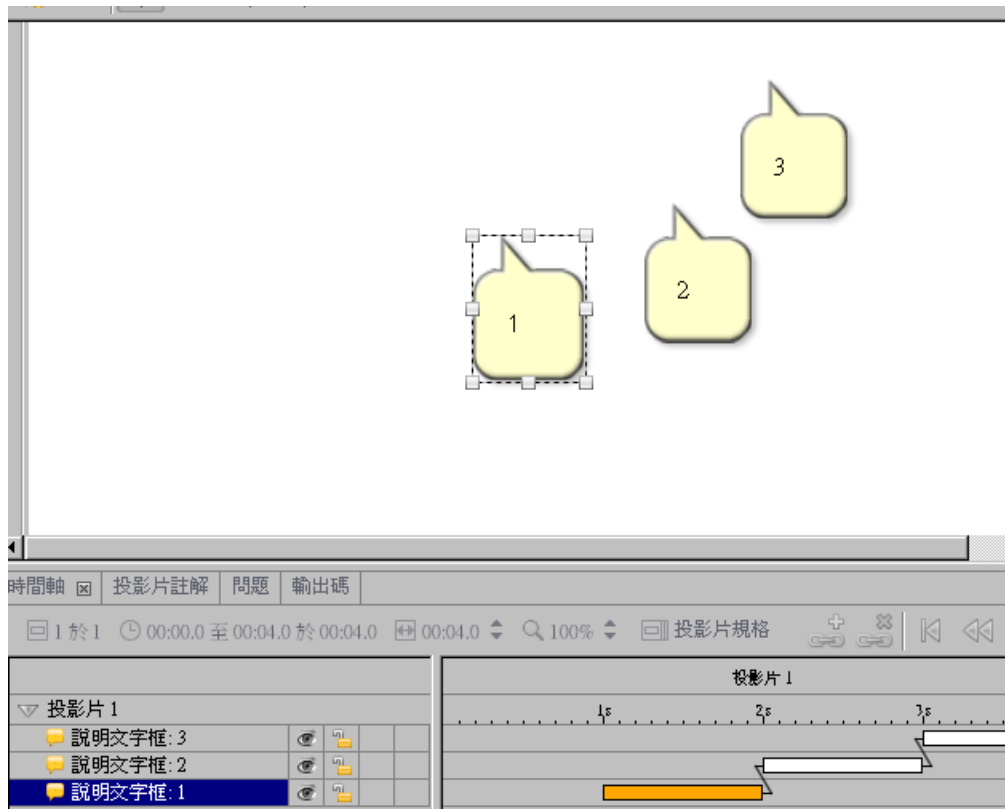 3
2
1
時間軸 投影片註解 問題 輸出碼
1 於 1 00:00.0 至 00:04.0 於 00:04.0 00:04.0 100% 投影片規格
投影片 1
投影片 1 1s 2s 3s
說明文字框: 3
說明文字框: 2
說明文字框: 1